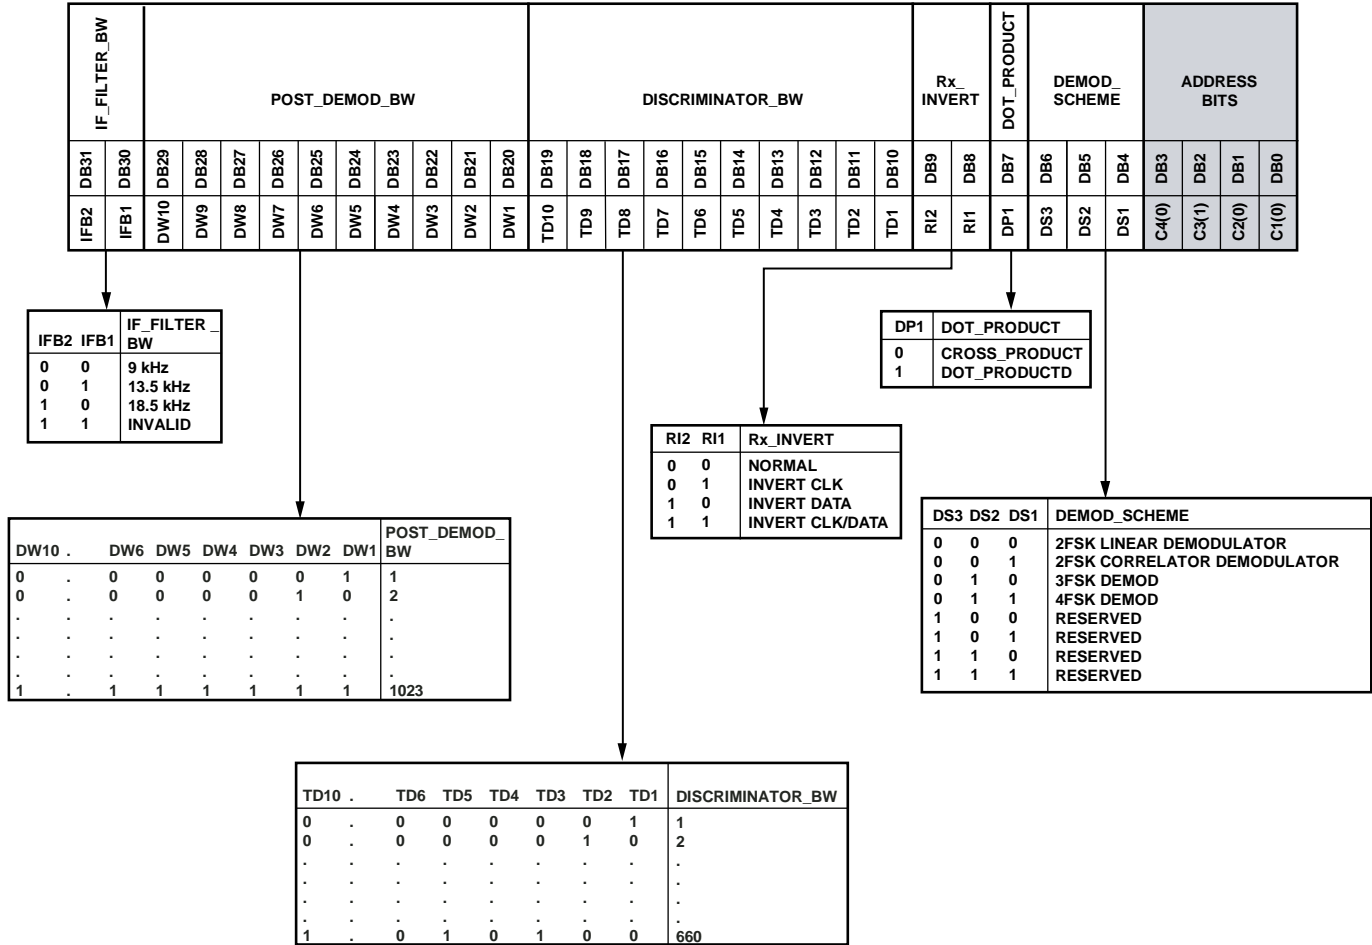 IF_FILTER_BW
POST_DEMOD_BW
DISCRIMINATOR_BW
Rx_
INVERT
DOT_PRODUCT
DEMOD_
SCHEME
ADDRESS
BITS
DB31 DB30 DB29 DB28 DB27 DB26 DB25 DB24 DB23 DB22 DB21 DB20 DB19 DB18 DB17 DB16 DB15 DB14 DB13 DB12 DB11 DB10 DB9 DB8 DB7 DB6 DB5 DB4 DB3 DB2 DB1 DB0
IFB2 IFB1 DW10 DW9 DW8 DW7 DW6 DW5 DW4 DW3 DW2 DW1 TD10 TD9 TD8 TD7 TD6 TD5 TD4 TD3 TD2 TD1 RI2 RI1 DP1 DS3 DS2 DS1 C4(0) C3(1) C2(0) C1(0)
IFB2 IFB1 IF_FILTER _
BW
0 0 9 kHz
0 1 13.5 kHz
1 0 18.5 kHz
1 1 INVALID
DP1 DOT_PRODUCT
0 CROSS_PRODUCT
1 DOT_PRODUCTD
RI2 RI1 Rx_INVERT
0 0 NORMAL
0 1 INVERT CLK
1 0 INVERT DATA
1 1 INVERT CLK/DATA
DS3 DS2 DS1 DEMOD_SCHEME
0 0 0 2FSK LINEAR DEMODULATOR
0 0 1 2FSK CORRELATOR DEMODULATOR
0 1 0 3FSK DEMOD
0 1 1 4FSK DEMOD
1 0 0 RESERVED
1 0 1 RESERVED
1 1 0 RESERVED
1 1 1 RESERVED
DW10 . DW6 DW5 DW4 DW3 DW2 DW1 POST_DEMOD_
BW
0 . 0 0 0 0 0 1 1
0 . 0 0 0 0 1 0 2
. . . . . . . . .
. . . . . . . . .
. . . . . . . . .
. . . . . . . . .
1 . 1 1 1 1 1 1 1023
TD10 . TD6 TD5 TD4 TD3 TD2 TD1 DISCRIMINATOR_BW
0 . 0 0 0 0 0 1 1
0 . 0 0 0 0 1 0 2
. . . . . . . . .
. . . . . . . . .
. . . . . . . . .
. . . . . . . . .
1 . 0 1 0 1 0 0 660